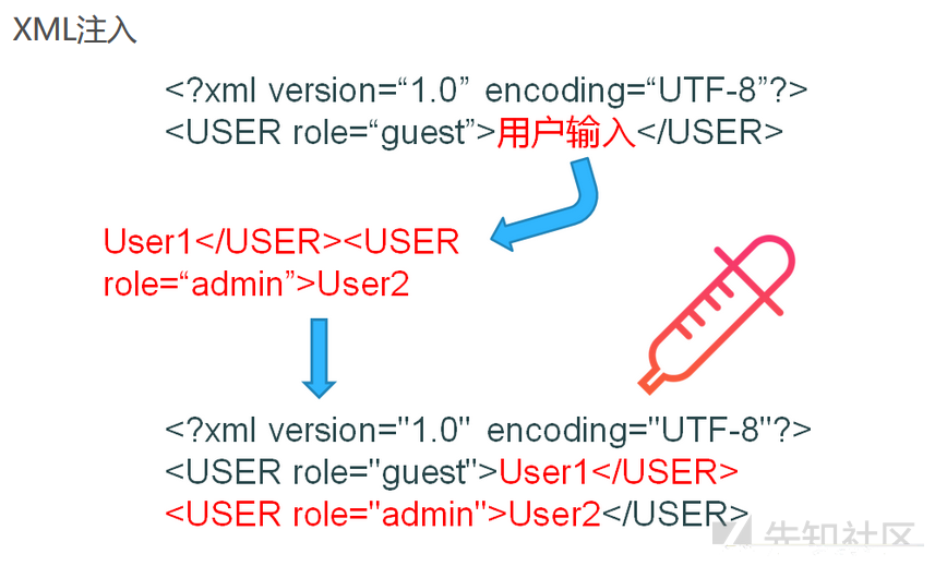 XML注入
<?xml version=“1.0” encoding=“UTF-8”?>
<USER role=“guest”>用户输入</USER>
User1</USER><USER
role=“admin”>User2
<?xml version="1.0" encoding="UTF-8"?>
<USER role="guest">User1</USER>
<USER role="admin">User2</USER>
先知社区